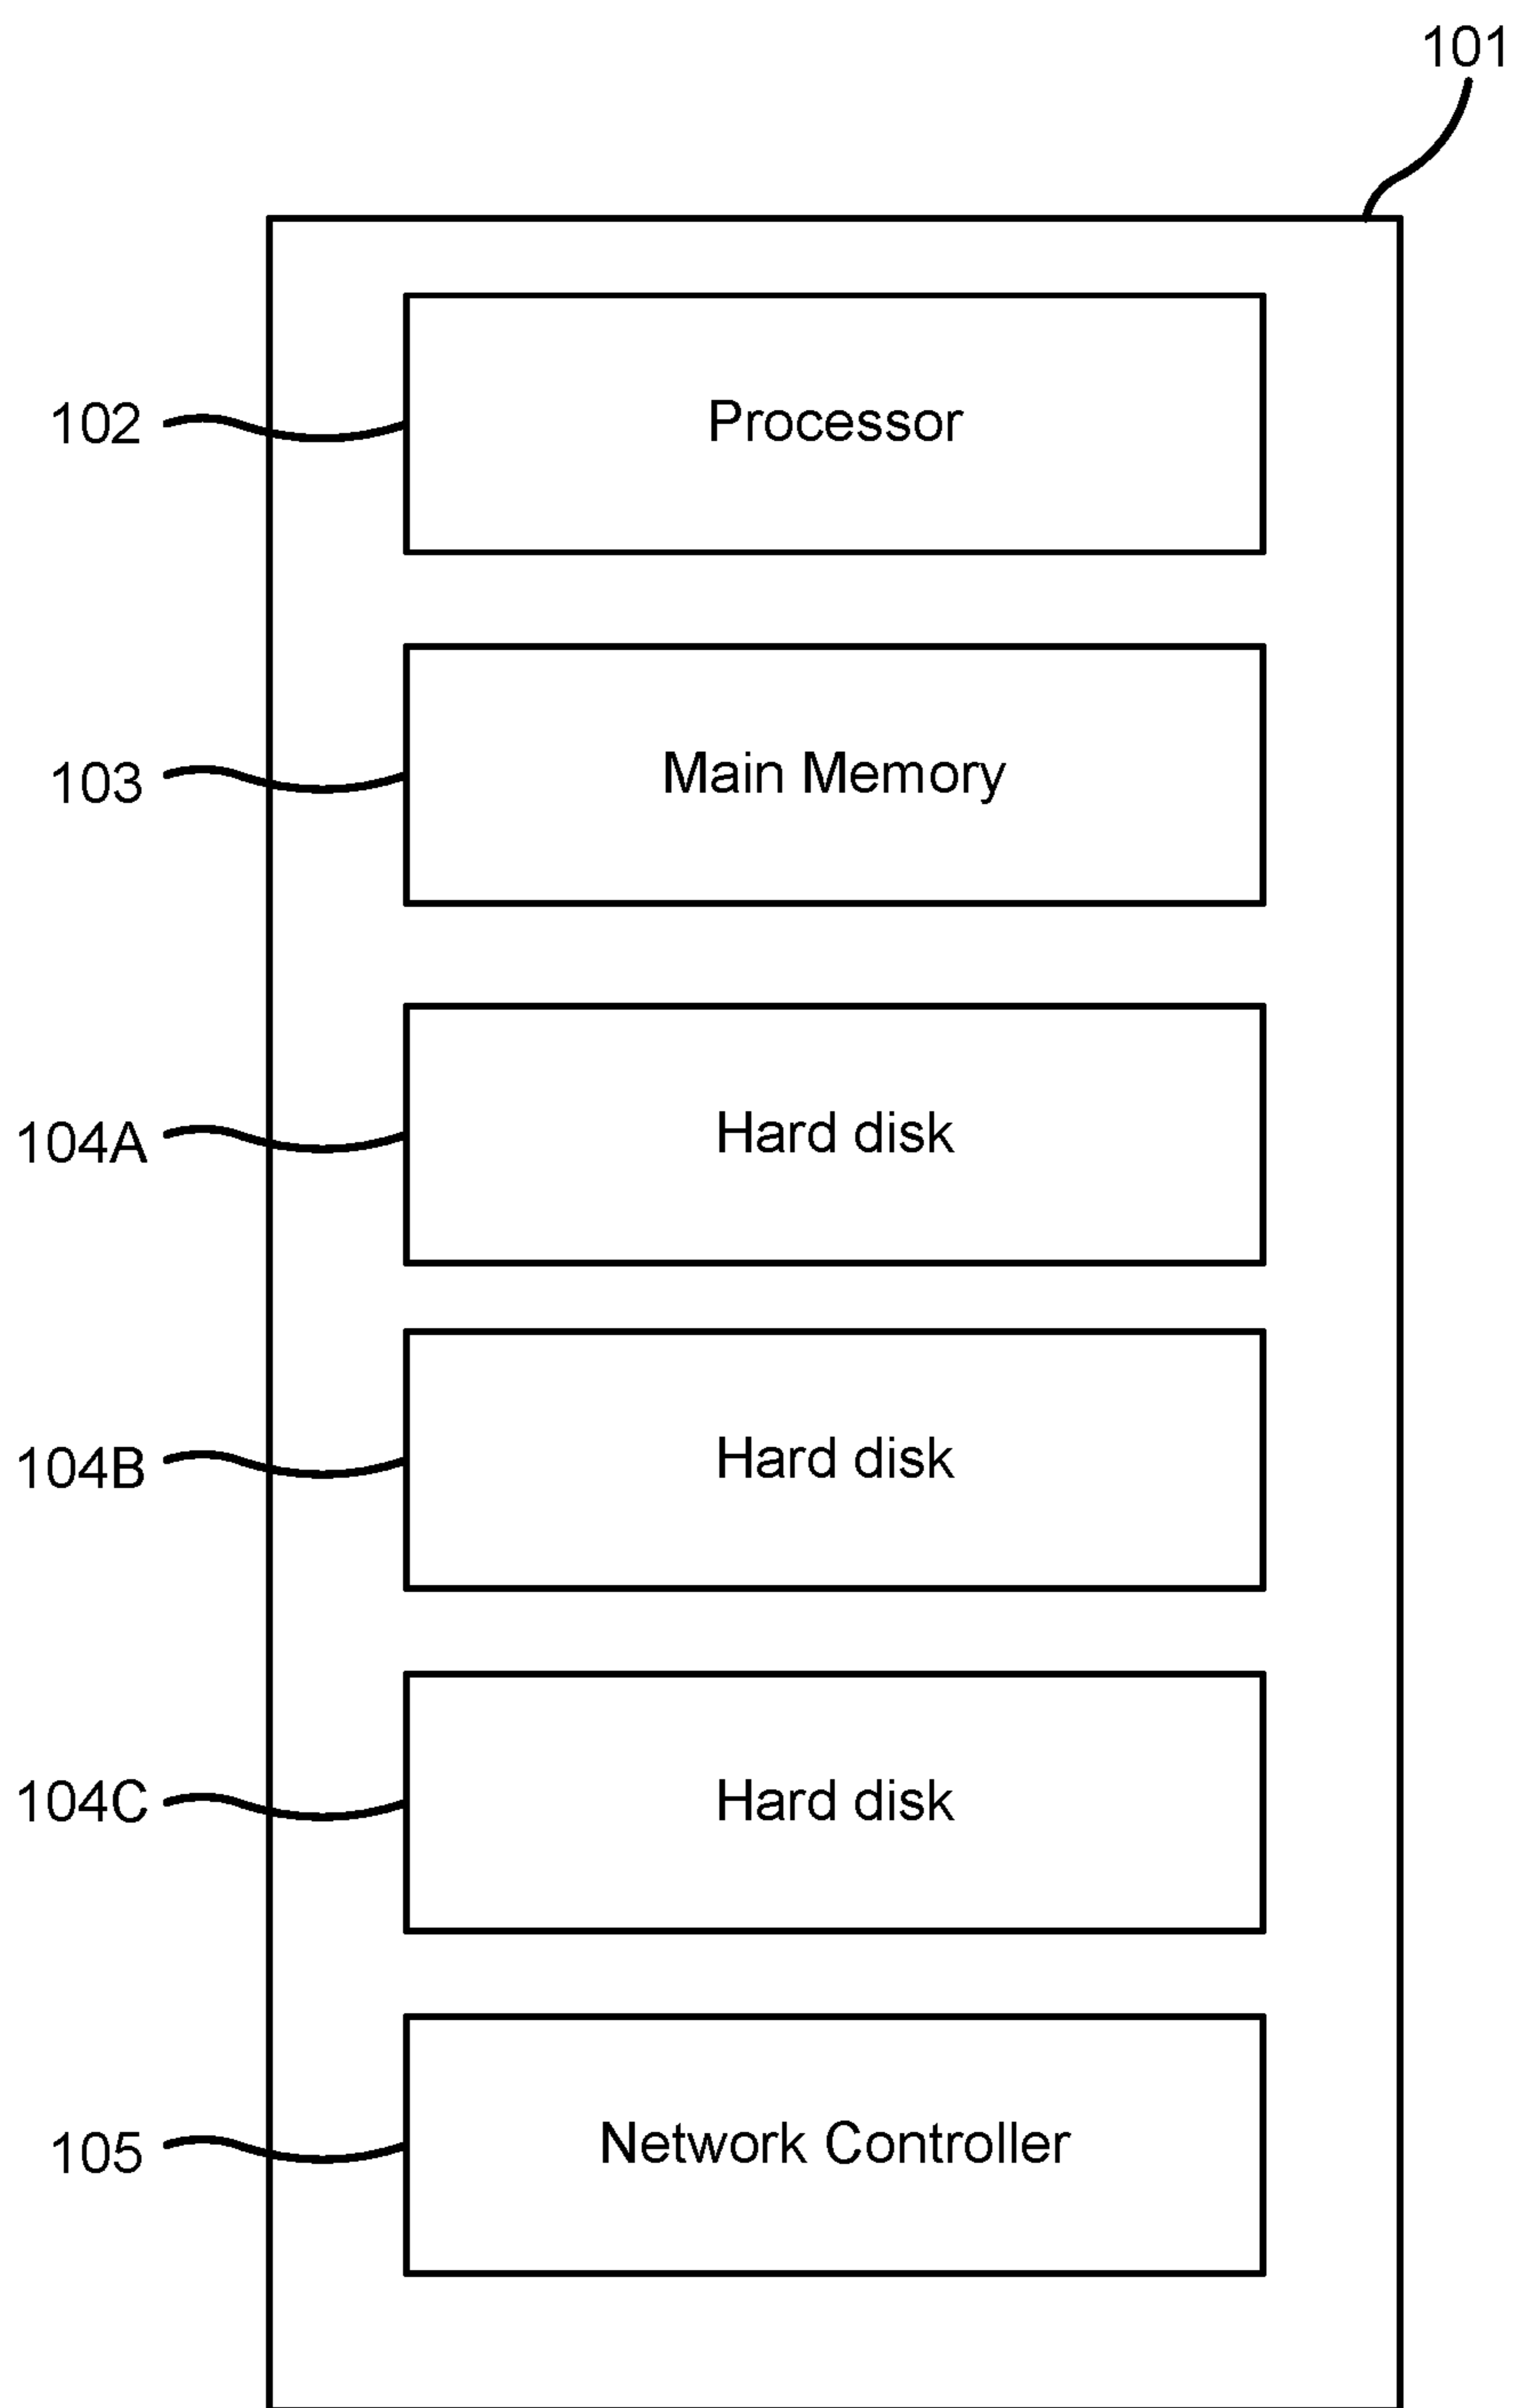 101
102
Processor
103
Main Memory
104A
Hard disk
104B
Hard disk
104C
Hard disk
105
Network Controller